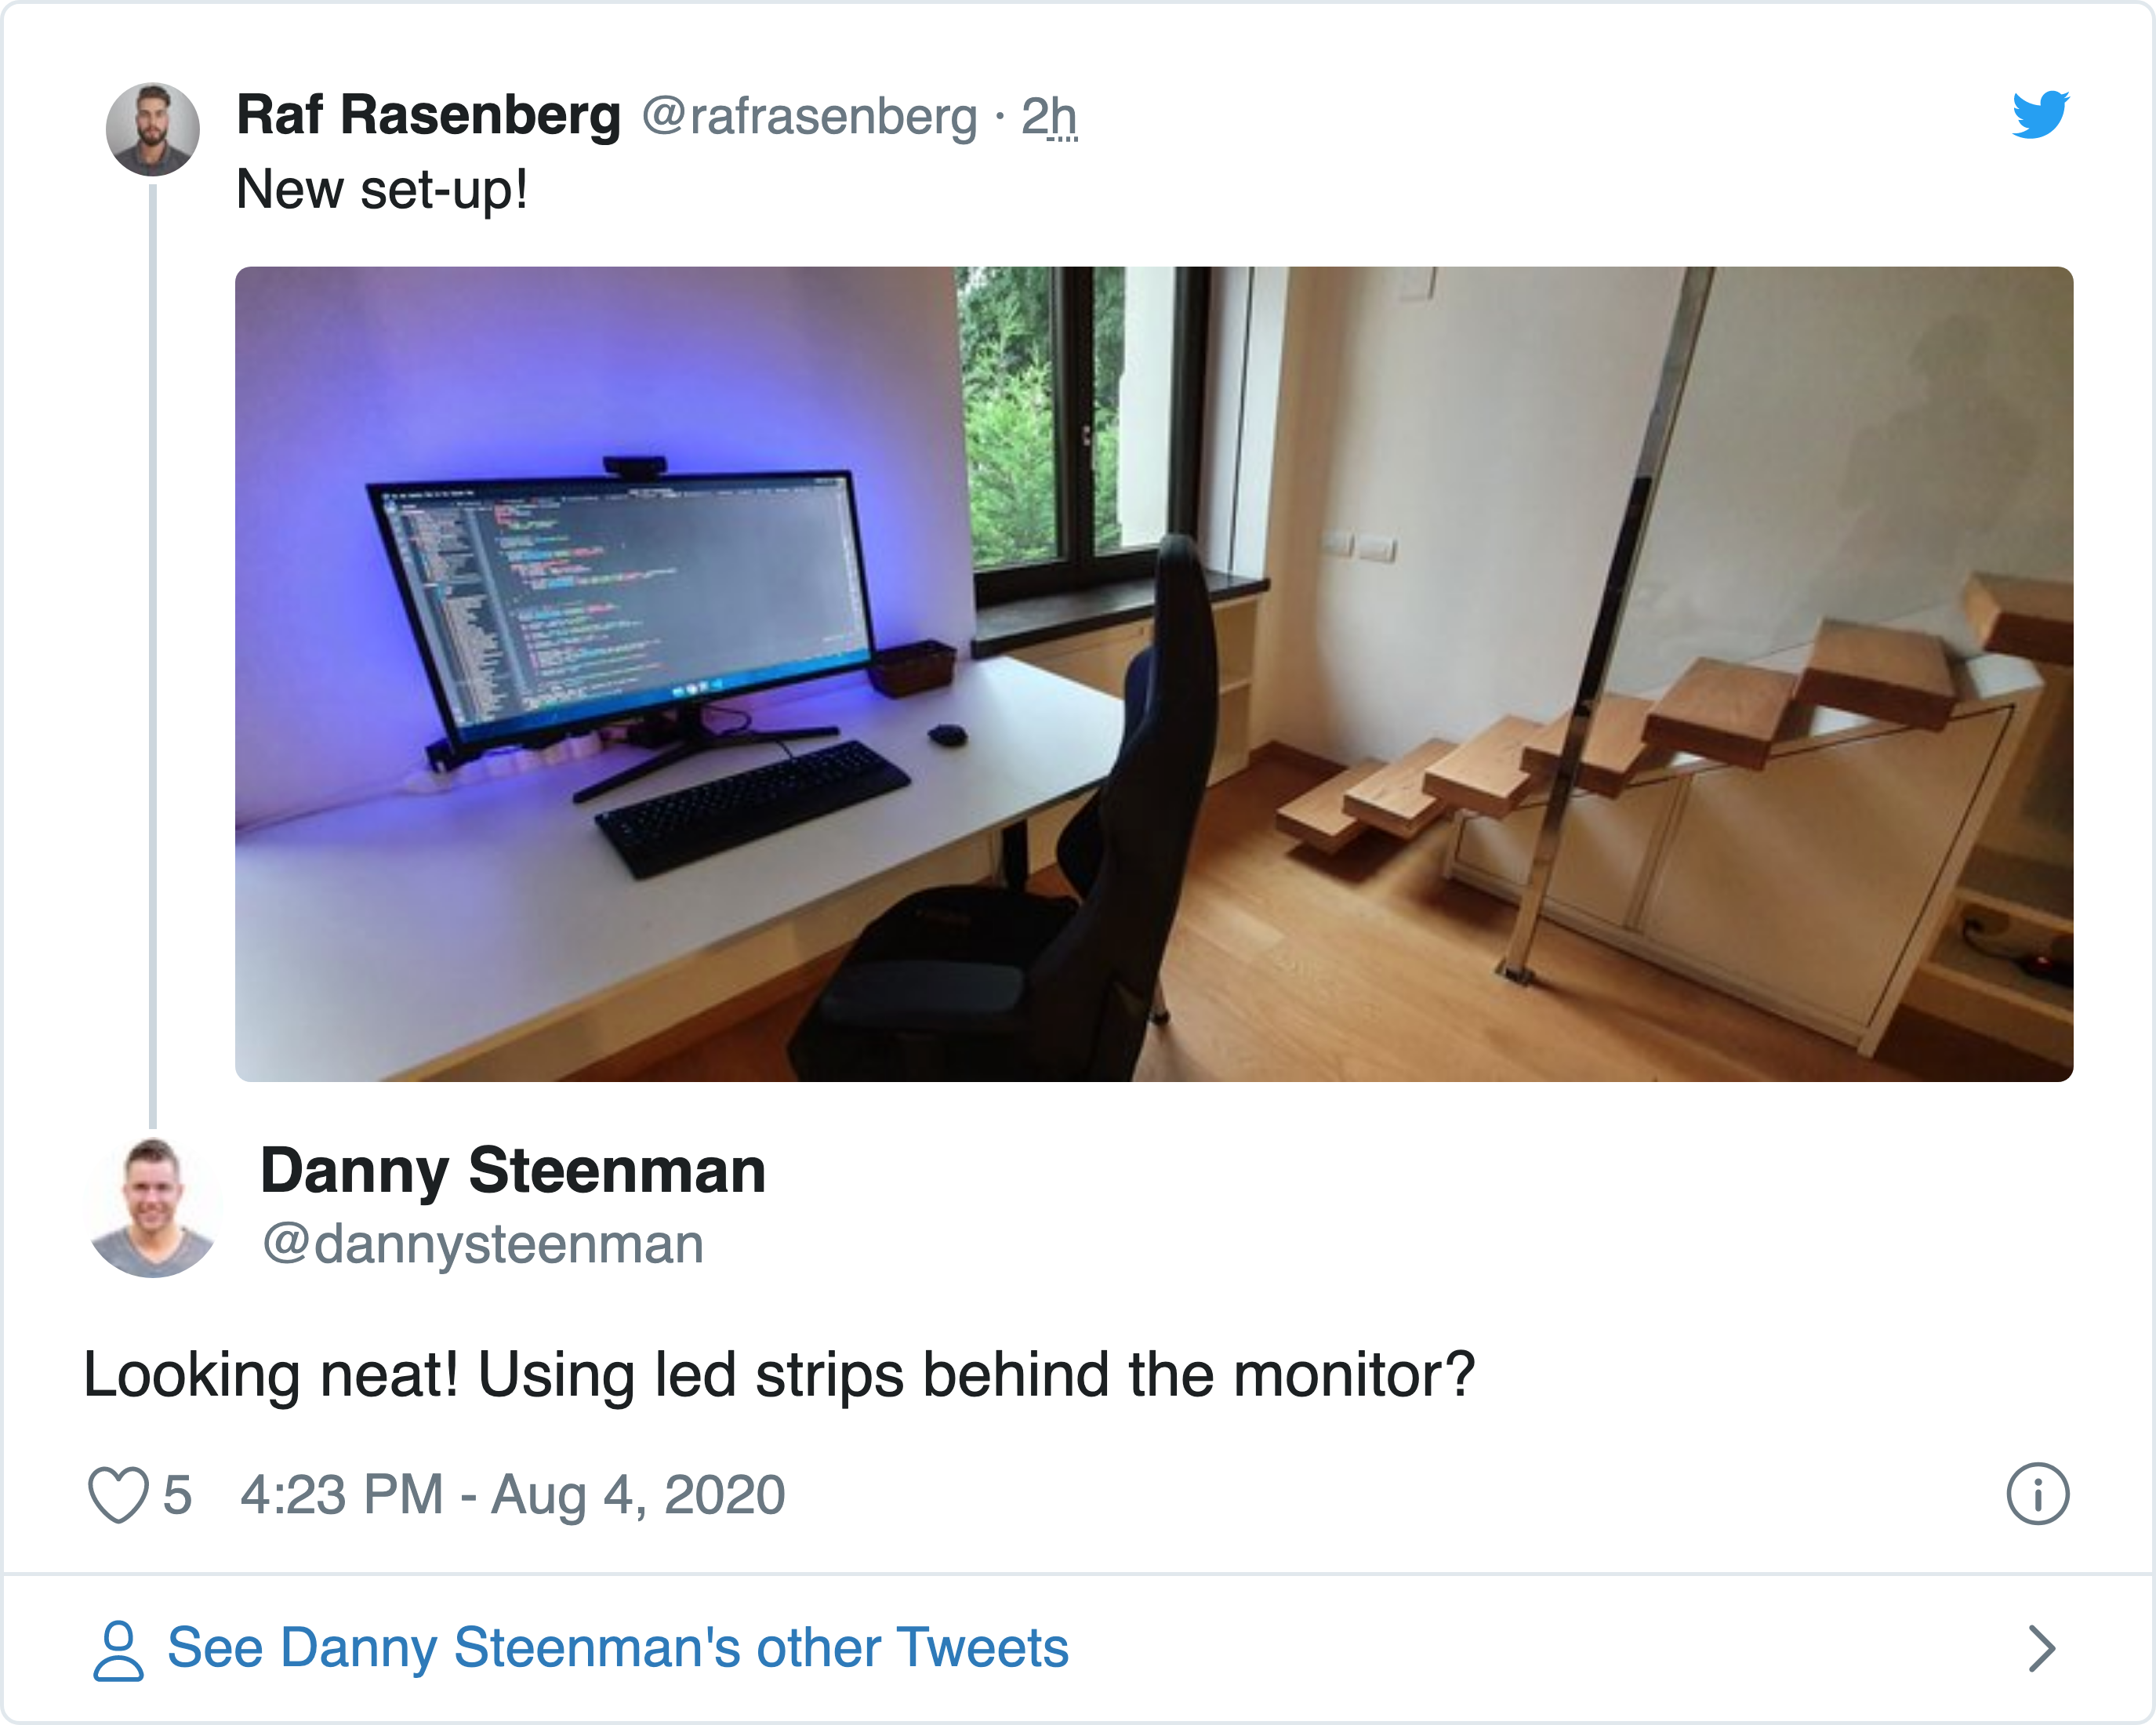 Raf Rasenberg @rafrasenberg · 2h
New set-up!
Danny Steenman
@dannysteenman
Looking neat! Using led strips behind the monitor?
5 4:23 PM - Aug 4, 2020
See Danny Steenman's other Tweets